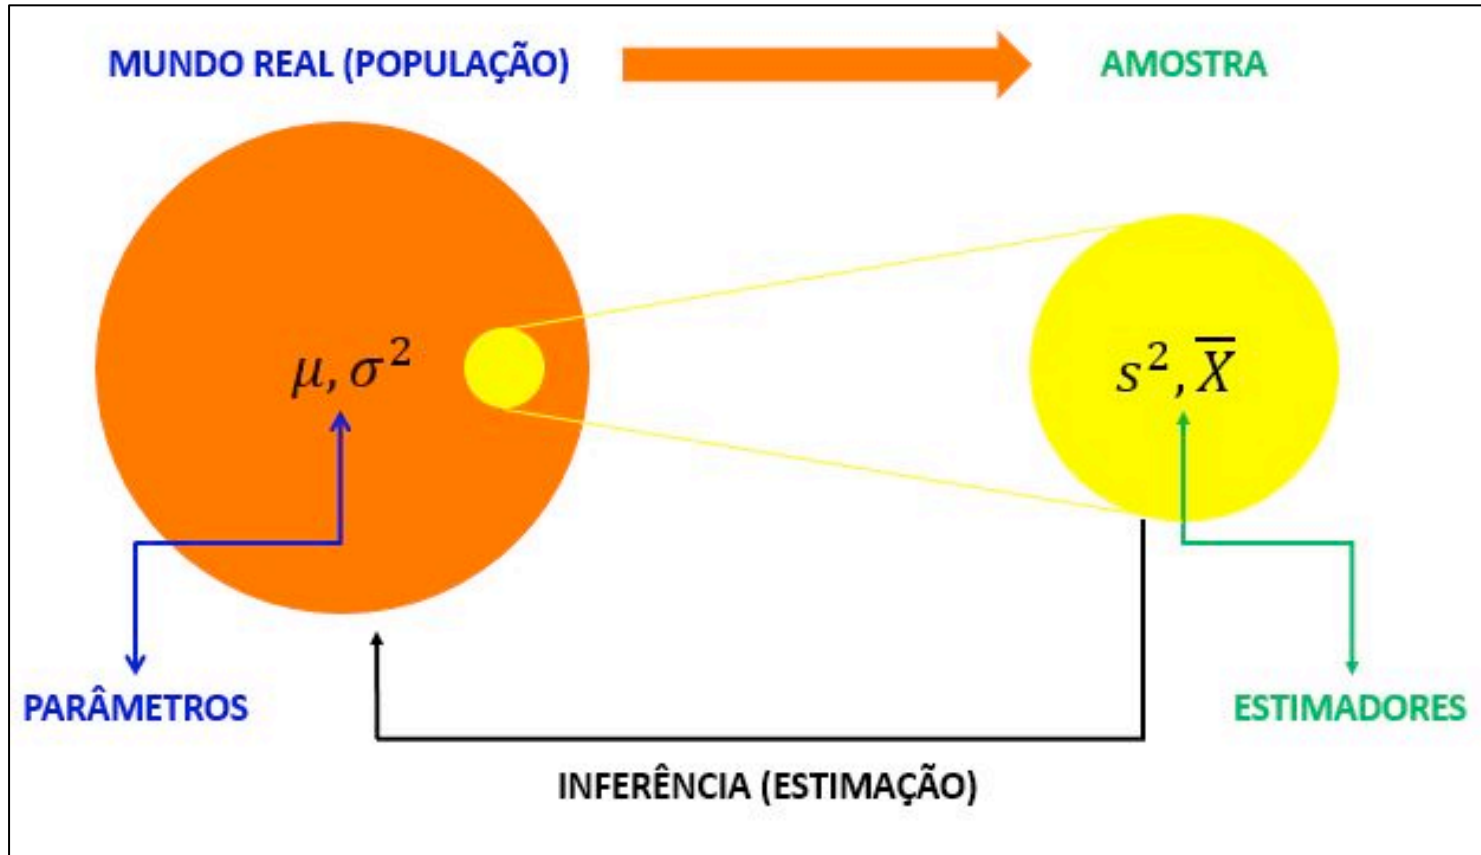 MUNDO REAL (POPULAÇÃO)
AMOSTRA
μ, σ²
s², X̅
PARÂMETROS
ESTIMADORES
INFERÊNCIA (ESTIMAÇÃO)